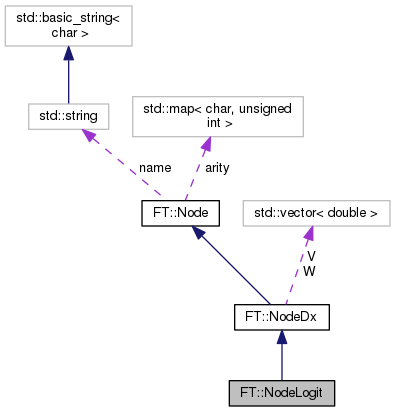 std::basic_string<
char >
std::string
std::map< char, unsigned
int >
name
arity
FT::Node
std::vector< double >
V
W
FT::NodeDx
FT::NodeLogit